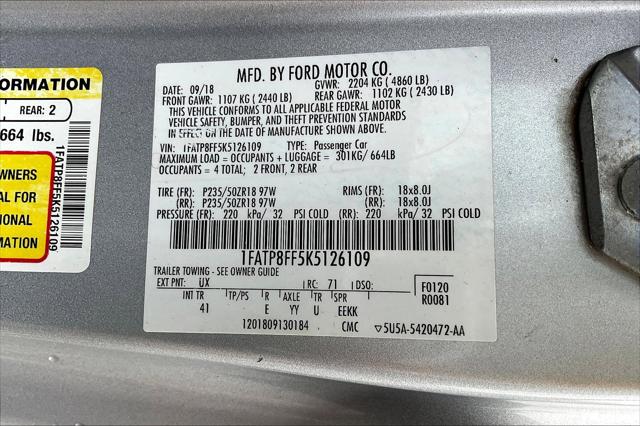 ORMATION
REAR: 2
664 lbs.
WNERS
AL FOR
IONAL
MATION
1FATP8FF5K5126109
MFD. BY FORD MOTOR CO.
DATE: 09/18 GVWR: 2204 KG ( 4860 LB)
FRONT GAWR: 1107 KG ( 2440 LB) REAR GAWR: 1102 KG ( 2430 LB)
THIS VEHICLE CONFORMS TO ALL APPLICABLE FEDERAL MOTOR
VEHICLE SAFETY, BUMPER, AND THEFT PREVENTION STANDARDS
IN EFFECT ON THE DATE OF MANUFACTURE SHOWN ABOVE.
VIN: 1FATP8FF5K5126109 TYPE: Passenger Car
MAXIMUM LOAD = OCCUPANTS + LUGGAGE = 301KG/ 664LB
OCCUPANTS = 4 TOTAL; 2 FRONT, 2 REAR
TIRE (FR): P235/50ZR18 97W RIMS (FR): 18x8.0J
(RR): P235/50ZR18 97W (RR): 18x8.0J
PRESSURE (FR): 220 kPa/ 32 PSI COLD (RR): 220 kPa/ 32 PSI COLD
1FATP8FF5K5126109
TRAILER TOWING - SEE OWNER GUIDE
EXT PNT: UX RC: 71 DSO: F0120
INT TR TP/PS R AXLE TR SPR R0081
41 E YY U EEKK
1201809130184 CMC 5U5A-5420472-AA